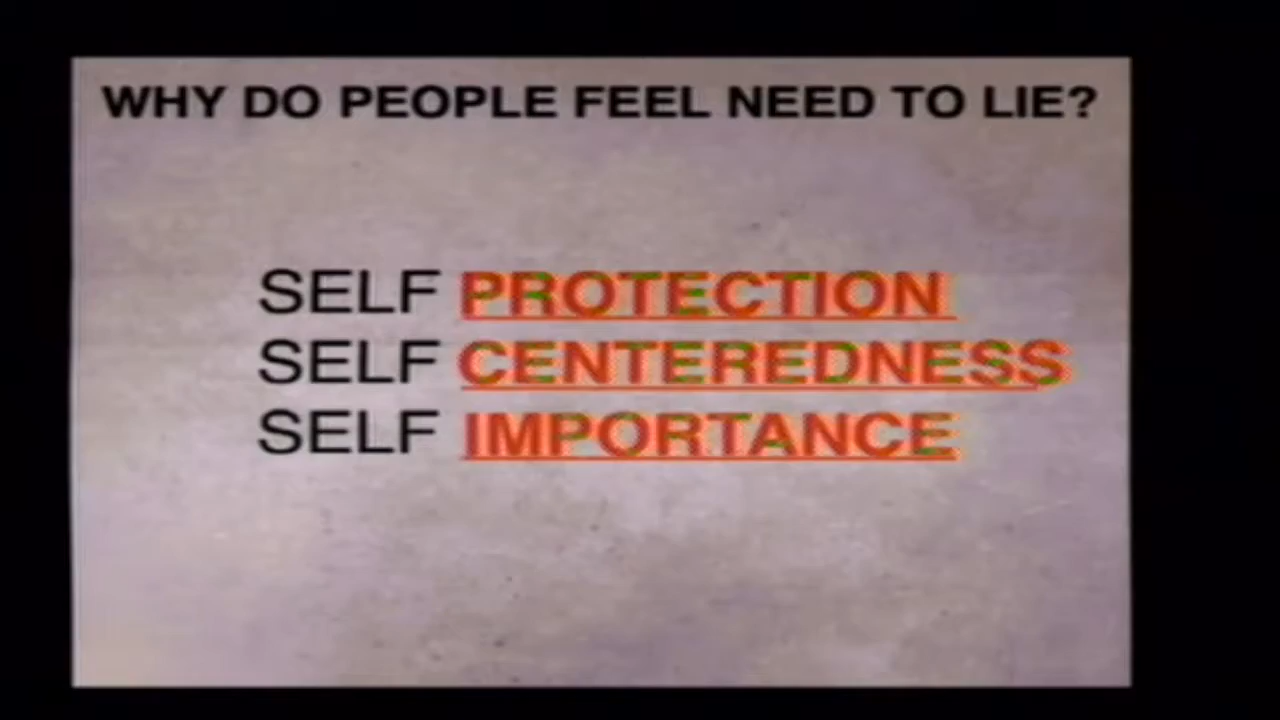 WHY DO PEOPLE FEEL NEED TO LIE?
SELF PROTECTION
SELF CENTEREDNESS
SELF IMPORTANCE